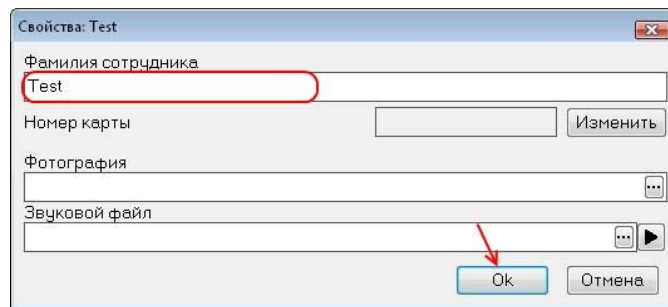 Свойства: Test
Фамилия сотрудника
Test
Номер карты Изменить
Фотография
...
Звуковой файл
...
Ok Отмена